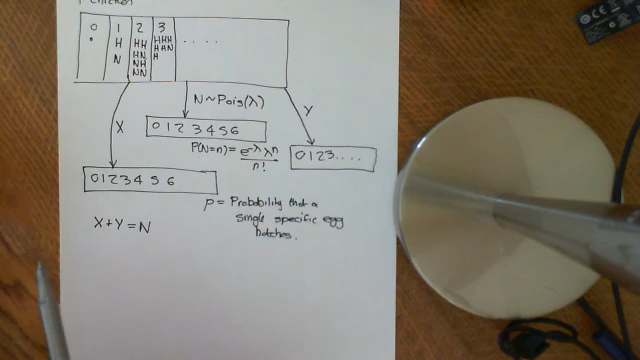 chicken
0 1 2 3
H HH HHH
N HN HHN
NH H
NN
. . . .
X
N~Pois(λ)
Y
0 1 2 3 4 5 6
P(N=n) = e^-λ λ^n / n!
0 1 2 3 . . . .
0 1 2 3 4 5 6
p = Probability that a
single specific egg
hatches.
X + Y = N